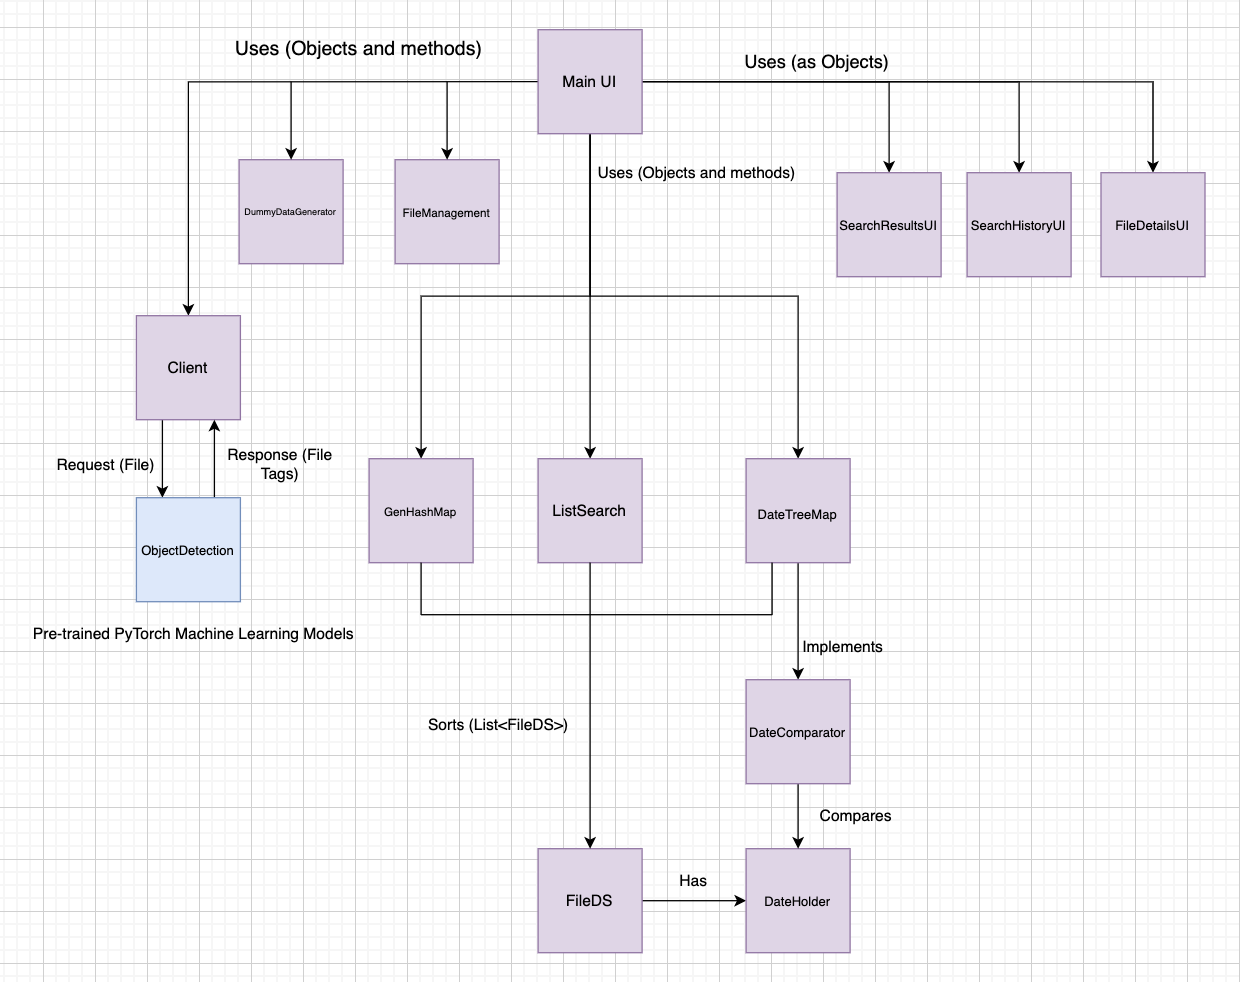 Uses (Objects and methods)
Main UI
Uses (as Objects)
Uses (Objects and methods)
DummyDataGenerator
FileManagement
SearchResultsUI
SearchHistoryUI
FileDetailsUI
Client
Request (File)
Response (File
Tags)
GenHashMap
ListSearch
DateTreeMap
ObjectDetection
Pre-trained PyTorch Machine Learning Models
Implements
Sorts (List<FileDS>)
DateComparator
Compares
FileDS
Has
DateHolder